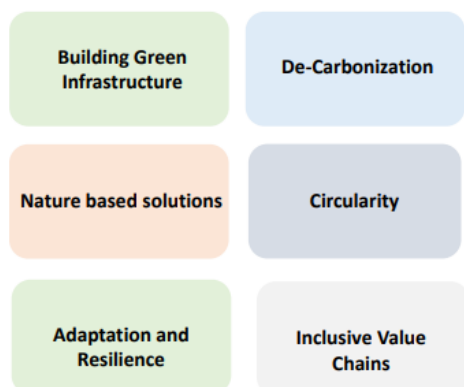 Building Green
Infrastructure
De-Carbonization
Nature based solutions
Circularity
Adaptation and
Resilience
Inclusive Value
Chains